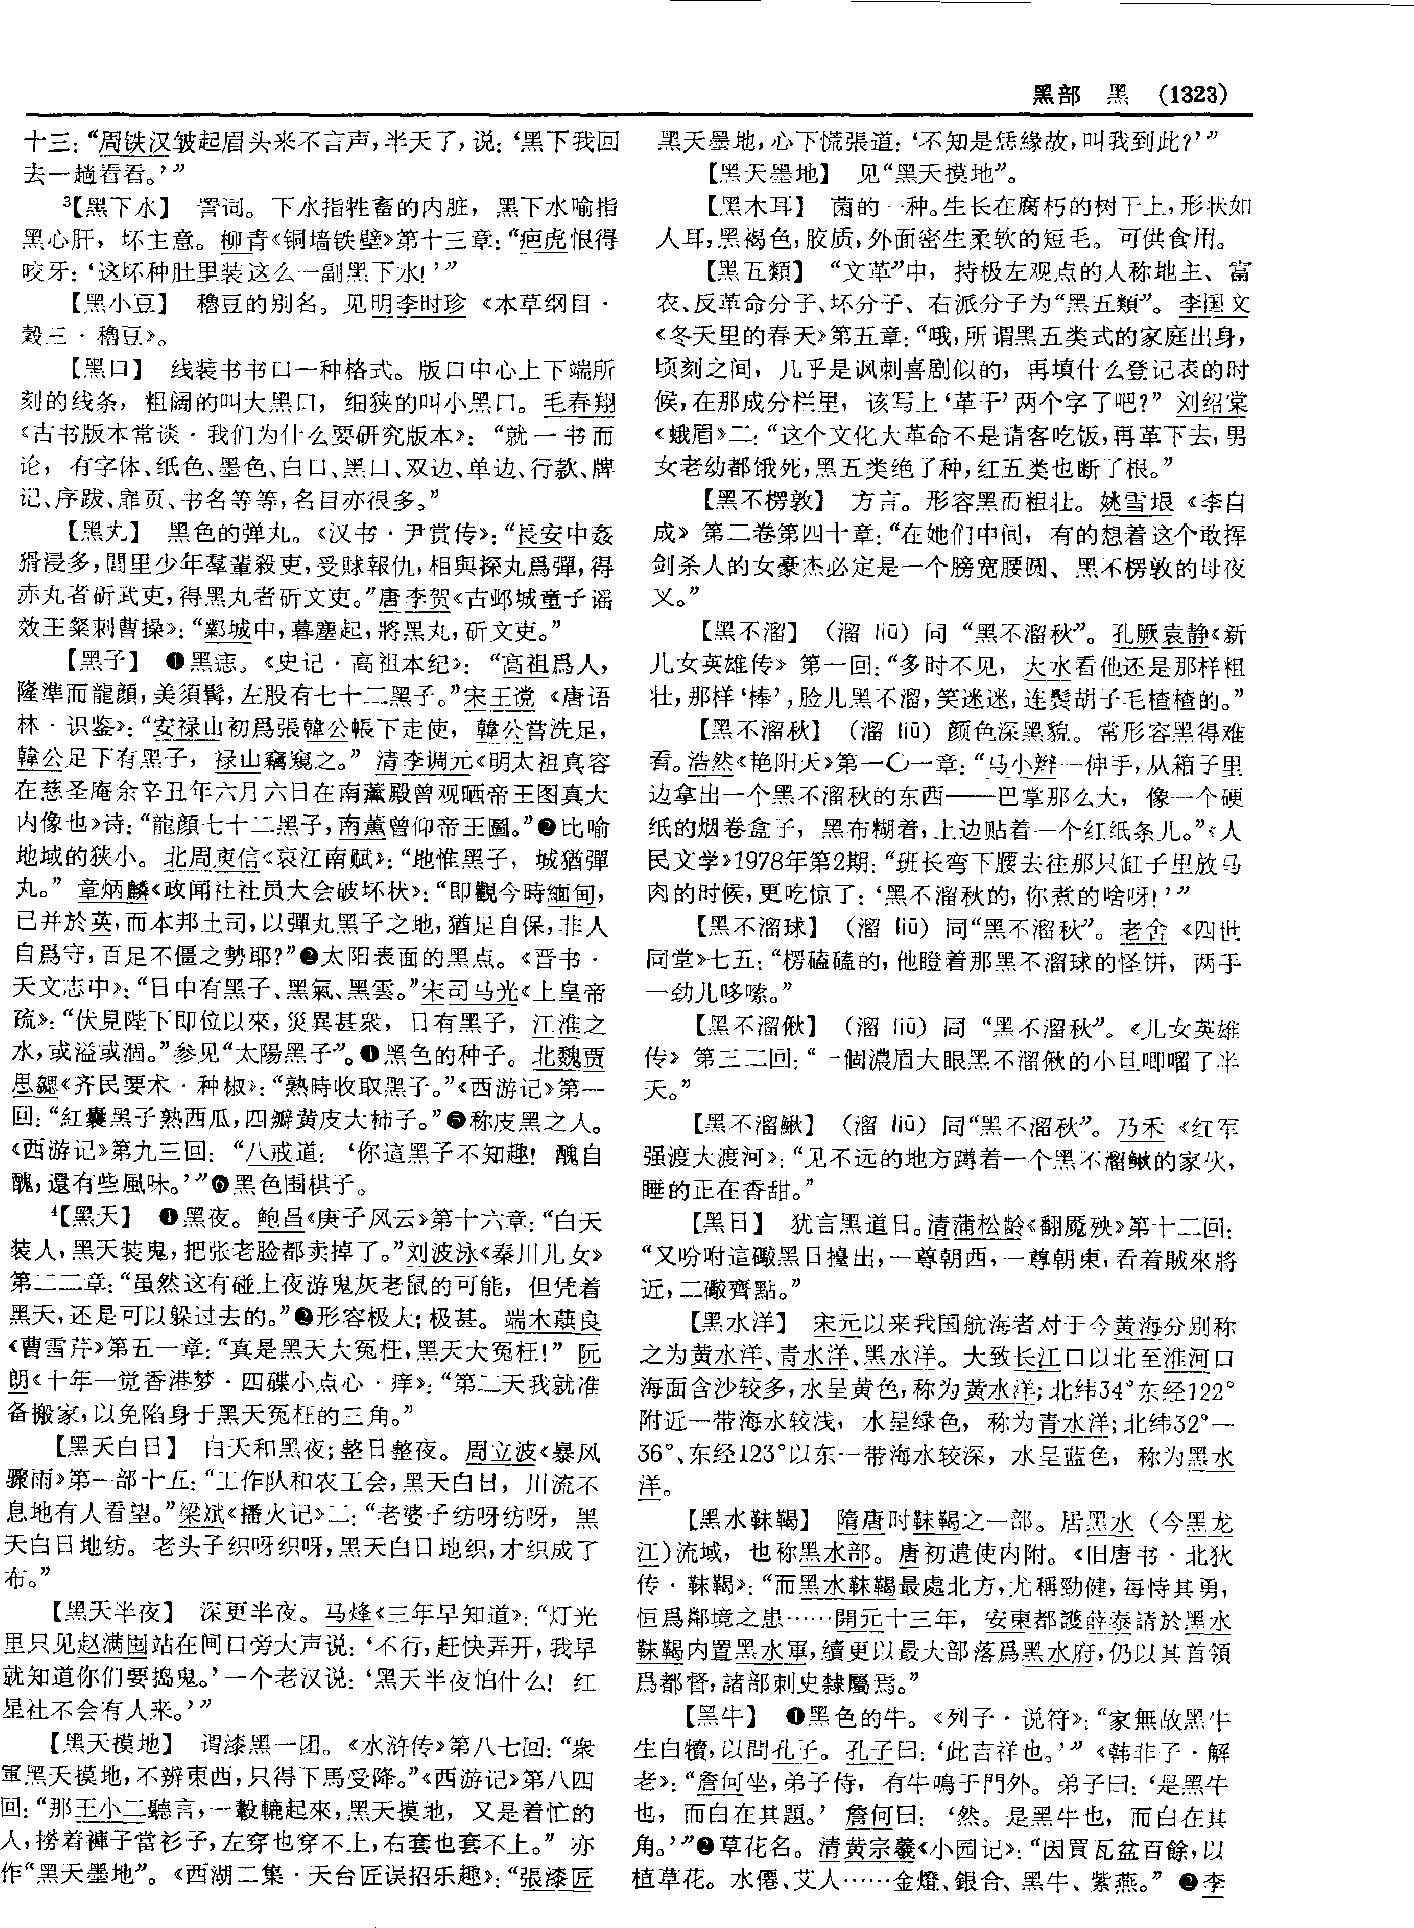 黑部　黑　(1323)
十三：“周铁汉皱起眉头来不言声，半天了，说：‘黑下我回
去一趟看看。’”
³【黑下水】　詈词。下水指牲畜的内脏，黑下水喻指
黑心肝，坏主意。柳青《铜墙铁壁》第十三章：“疤虎恨得
咬牙：‘这坏种肚里装这么一副黑下水！’”
【黑小豆】　穞豆的别名。见明李时珍《本草纲目·
穀三·穞豆》。
【黑口】　线装书书口一种格式。版口中心上下端所
刻的线条，粗阔的叫大黑口，细狭的叫小黑口。毛春翔
《古书版本常谈·我们为什么要研究版本》：“就一书而
论，有字体、纸色、墨色、白口、黑口、双边、单边、行款、牌
记、序跋、扉页、书名等等，名目亦很多。”
【黑丸】　黑色的弹丸。《汉书·尹赏传》：“長安中姦
猾浸多，閭里少年羣輩殺吏，受賕報仇，相與探丸爲彈，得
赤丸者斫武吏，得黑丸者斫文吏。”唐李贺《古邺城童子谣
效王粲刺曹操》：“鄴城中，暮塵起，將黑丸，斫文吏。”
【黑子】　❶黑痣。《史记·高祖本纪》：“高祖爲人，
隆準而龍顔，美須髯，左股有七十二黑子。”宋王谠《唐语
林·识鉴》：“安禄山初爲張韓公帳下走使，韓公嘗洗足，
韓公足下有黑子，禄山竊窺之。”清李调元《明太祖真容
在慈圣庵余辛丑年六月六日在南薰殿曾观晒帝王图真大
内像也》诗：“龍顔七十二黑子，南薰曾仰帝王圖。”❷比喻
地域的狭小。北周庾信《哀江南赋》：“地惟黑子，城猶彈
丸。”章炳麟《政闻社社员大会破坏状》：“即觀今時緬甸，
已并於英，而本邦土司，以彈丸黑子之地，猶足自保，非人
自爲守，百足不僵之勢耶？”❷太阳表面的黑点。《晋书·
天文志中》：“日中有黑子、黑氣、黑雲。”宋司马光《上皇帝
疏》：“伏見陛下即位以來，災異甚衆，日有黑子，江淮之
水，或溢或涸。”参见“太陽黑子”。❶黑色的种子。北魏贾
思勰《齐民要术·种椒》：“熟時收取黑子。”《西游记》第一
回：“紅囊黑子熟西瓜，四瓣黄皮大柿子。”❺称皮黑之人。
《西游记》第九三回：“八戒道：‘你這黑子不知趣！醜自
醜，還有些風味。’”❻黑色围棋子。
⁴【黑天】　❶黑夜。鲍昌《庚子风云》第十六章：“白天
装人，黑天装鬼，把张老脸都卖掉了。”刘波泳《秦川儿女》
第二二章：“虽然这有碰上夜游鬼灰老鼠的可能，但凭着
黑天，还是可以躲过去的。”❷形容极大；极甚。端木蕻良
《曹雪芹》第五一章：“真是黑天大冤枉，黑天大冤枉！”阮
朗《十年一觉香港梦·四碟小点心·痒》：“第二天我就准
备搬家，以免陷身于黑天冤枉的三角。”
【黑天白日】　白天和黑夜；整日整夜。周立波《暴风
骤雨》第一部十五：“工作队和农工会，黑天白日，川流不
息地有人看望。”梁斌《播火记》二：“老婆子纺呀纺呀，黑
天白日地纺。老头子织呀织呀，黑天白日地织，才织成了
布。”
【黑天半夜】　深更半夜。马烽《三年早知道》：“灯光
里只见赵满囤站在间口旁大声说：‘不行，赶快弄开，我早
就知道你们要捣鬼。’一个老汉说：‘黑天半夜怕什么！红
星社不会有人来。’”
【黑天摸地】　谓漆黑一团。《水浒传》第八七回：“衆
軍黑天摸地，不辨東西，只得下馬受降。”《西游记》第八四
回：“那王小二聽言，一轂轆起來，黑天摸地，又是着忙的
人，撈着褲子當衫子，左穿也穿不上，右套也套不上。”亦
作“黑天墨地”。《西湖二集·天台匠误招乐趣》：“張漆匠
黑天墨地，心下慌張道：‘不知是恁緣故，叫我到此？’”
【黑天墨地】　见“黑天摸地”。
【黑木耳】　菌的一种。生长在腐朽的树干上，形状如
人耳，黑褐色，胶质，外面密生柔软的短毛。可供食用。
【黑五類】　“文革”中，持极左观点的人称地主、富
农、反革命分子、坏分子、右派分子为“黑五類”。李国文
《冬天里的春天》第五章：“哦，所谓黑五类式的家庭出身，
顷刻之间，几乎是讽刺喜剧似的，再填什么登记表的时
候，在那成分栏里，该写上‘革干’两个字了吧？”刘绍棠
《蛾眉》二：“这个文化大革命不是请客吃饭，再革下去，男
女老幼都饿死，黑五类绝了种，红五类也断了根。”
【黑不楞敦】　方言。形容黑而粗壮。姚雪垠《李自
成》第二卷第四十章：“在她们中间，有的想着这个敢挥
剑杀人的女豪杰必定是一个膀宽腰圆、黑不楞敦的母夜
叉。”
【黑不溜】　（溜 liū）同“黑不溜秋”。孔厥袁静《新
儿女英雄传》第一回：“多时不见，大水看他还是那样粗
壮，那样‘棒’，脸儿黑不溜，笑迷迷，连鬓胡子毛楂楂的。”
【黑不溜秋】　（溜 liū）颜色深黑貌。常形容黑得难
看。浩然《艳阳天》第一〇一章：“马小辫一伸手，从箱子里
边拿出一个黑不溜秋的东西——巴掌那么大，像一个硬
纸的烟卷盒子，黑布糊着，上边贴着一个红纸条儿。”《人
民文学》1978年第2期：“班长弯下腰去往那只缸子里放马
肉的时候，更吃惊了：‘黑不溜秋的，你煮的啥呀！’”
【黑不溜球】　（溜 liū）同“黑不溜秋”。老舍《四世
同堂》七五：“楞磕磕的，他瞪着那黑不溜球的怪饼，两手
一劲儿哆嗦。”
【黑不溜偢】　（溜 liū）同“黑不溜秋”。《儿女英雄
传》第三二回：“一個濃眉大眼黑不溜偢的小旦唧喀了半
天。”
【黑不溜鳅】　（溜 liū）同“黑不溜秋”。乃禾《红军
强渡大渡河》：“见不远的地方蹲着一个黑不溜鳅的家伙，
睡的正在香甜。”
【黑日】　犹言黑道日。清蒲松龄《翻魇殃》第十二回：
“又吩咐這礮黑日擡出，一尊朝西，一尊朝東，看着賊來將
近，二礮齊點。”
【黑水洋】　宋元以来我国航海者对于今黄海分别称
之为黄水洋、青水洋、黑水洋。大致长江口以北至淮河口
海面含沙较多，水呈黄色，称为黄水洋；北纬34°东经122°
附近一带海水较浅，水呈绿色，称为青水洋；北纬32°—
36°、东经123°以东一带海水较深，水呈蓝色，称为黑水
洋。
【黑水靺鞨】　隋唐时靺鞨之一部。居黑水（今黑龙
江）流域，也称黑水部。唐初遣使内附。《旧唐书·北狄
传·靺鞨》：“而黑水靺鞨最處北方，尤稱勁健，每恃其勇，
恒爲鄰境之患……開元十三年，安東都護薛泰請於黑水
靺鞨内置黑水軍，續更以最大部落爲黑水府，仍以其首領
爲都督，諸部刺史隸屬焉。”
【黑牛】　❶黑色的牛。《列子·说符》：“家無故黑牛
生白犢，以問孔子。孔子曰：‘此吉祥也。’”《韩非子·解
老》：“詹何坐，弟子侍，有牛鳴于門外。弟子曰：‘是黑牛
也，而白在其題。’詹何曰：‘然。是黑牛也，而白在其
角。’”❷草花名。清黄宗羲《小园记》：“因買瓦盆百餘，以
植草花。水僊、艾人……金燈、銀台、黑牛、紫燕。”❷李